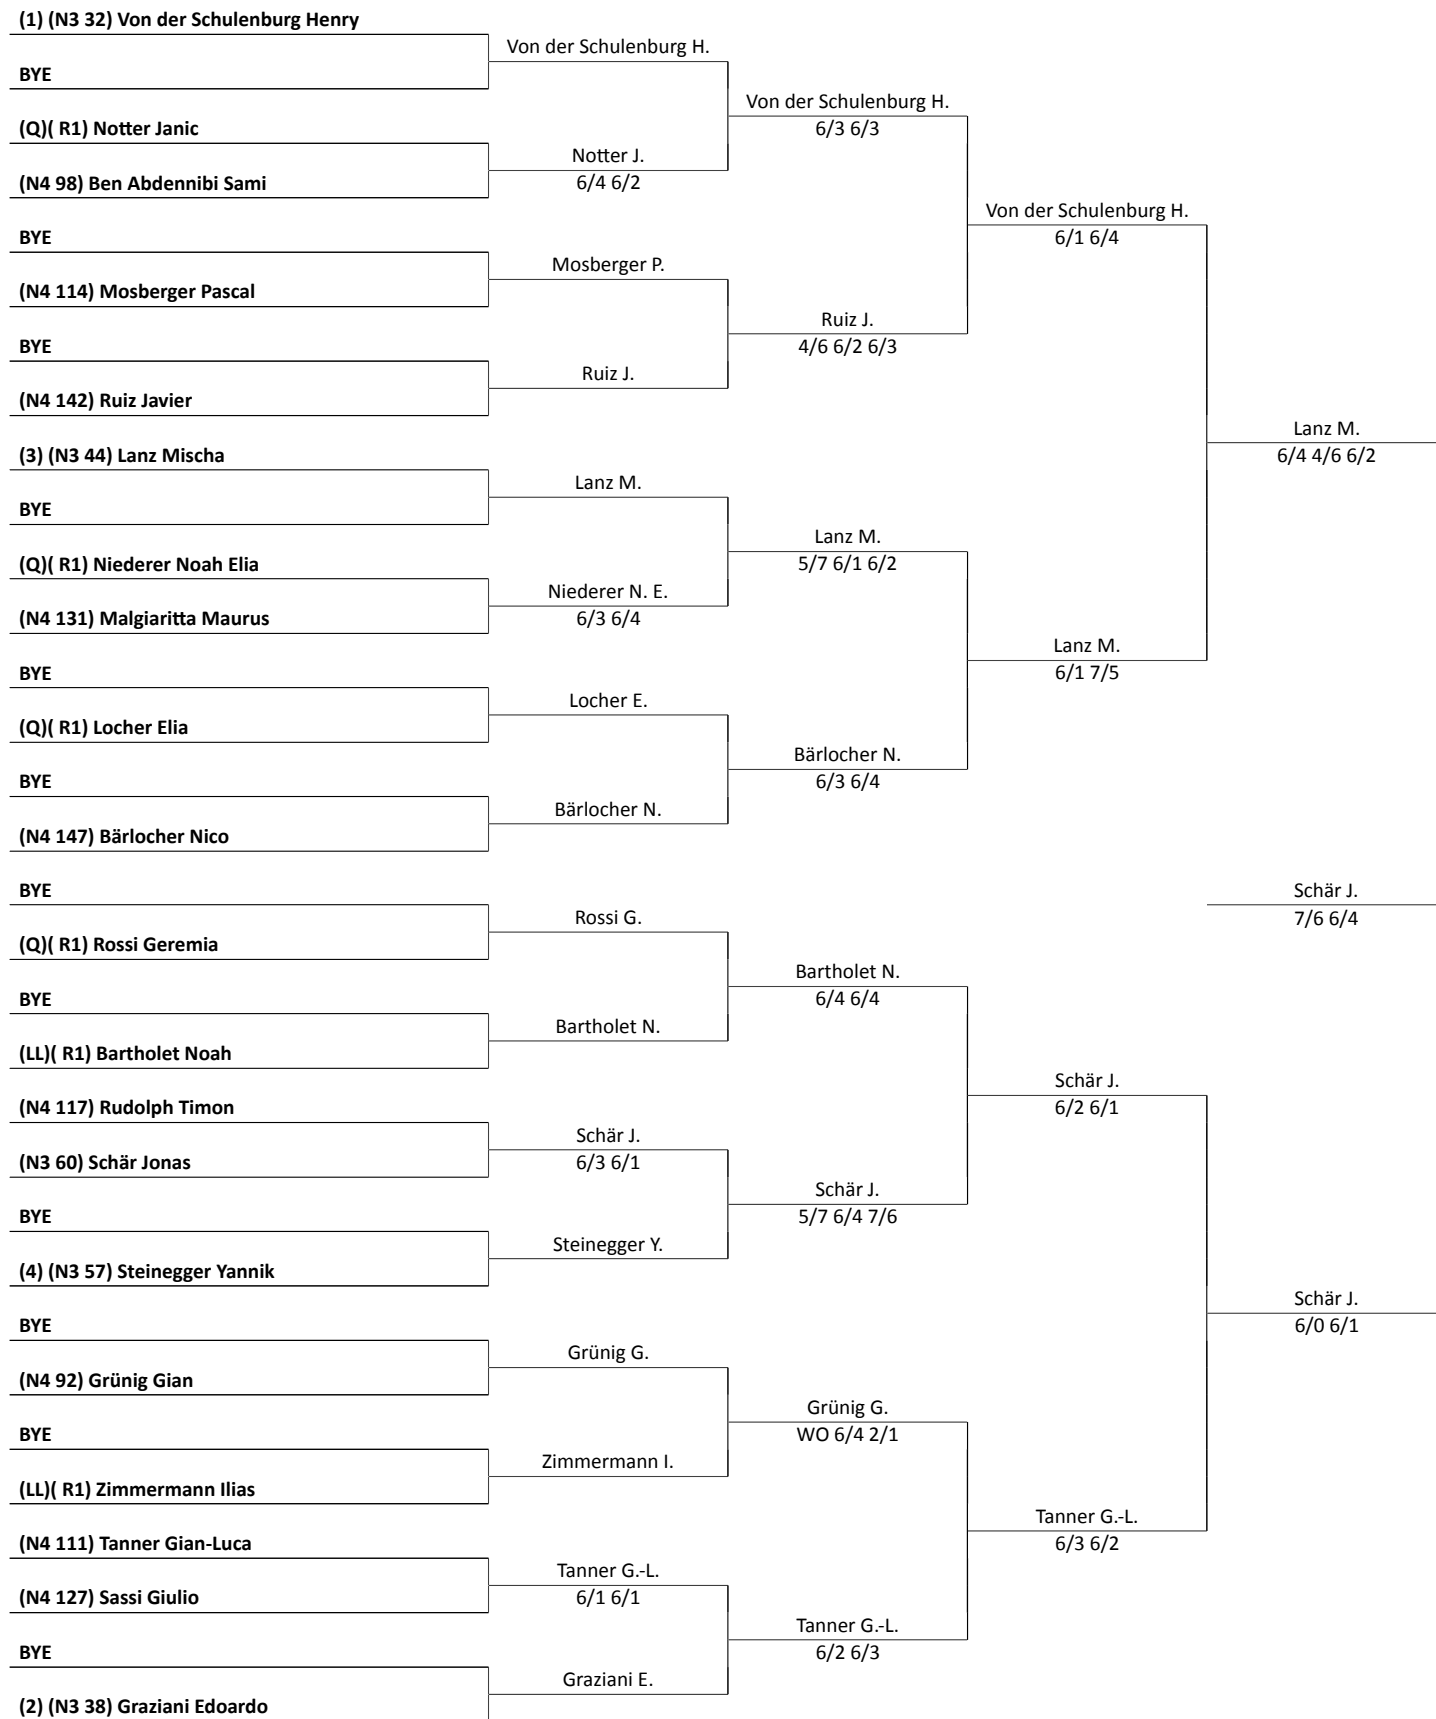 (1) (N3 32) Von der Schulenburg Henry
Von der Schulenburg H.
BYE
Von der Schulenburg H.
6/3 6/3
(Q)( R1) Notter Janic
Notter J.
6/4 6/2
(N4 98) Ben Abdennibi Sami
Von der Schulenburg H.
6/1 6/4
BYE
Mosberger P.
(N4 114) Mosberger Pascal
Ruiz J.
4/6 6/2 6/3
BYE
Ruiz J.
(N4 142) Ruiz Javier
Lanz M.
6/4 4/6 6/2
(3) (N3 44) Lanz Mischa
Lanz M.
BYE
Lanz M.
5/7 6/1 6/2
(Q)( R1) Niederer Noah Elia
Niederer N. E.
6/3 6/4
(N4 131) Malgiaritta Maurus
Lanz M.
6/1 7/5
BYE
Locher E.
(Q)( R1) Locher Elia
Bärlocher N.
6/3 6/4
BYE
Bärlocher N.
(N4 147) Bärlocher Nico
BYE
Schär J.
7/6 6/4
Rossi G.
(Q)( R1) Rossi Geremia
Bartholet N.
6/4 6/4
BYE
Bartholet N.
(LL)( R1) Bartholet Noah
Schär J.
6/2 6/1
(N4 117) Rudolph Timon
Schär J.
6/3 6/1
(N3 60) Schär Jonas
Schär J.
5/7 6/4 7/6
BYE
Steinegger Y.
(4) (N3 57) Steinegger Yannik
Schär J.
6/0 6/1
BYE
Grünig G.
(N4 92) Grünig Gian
Grünig G.
WO 6/4 2/1
BYE
Zimmermann I.
(LL)( R1) Zimmermann Ilias
Tanner G.-L.
6/3 6/2
(N4 111) Tanner Gian-Luca
Tanner G.-L.
6/1 6/1
(N4 127) Sassi Giulio
Tanner G.-L.
6/2 6/3
BYE
Graziani E.
(2) (N3 38) Graziani Edoardo